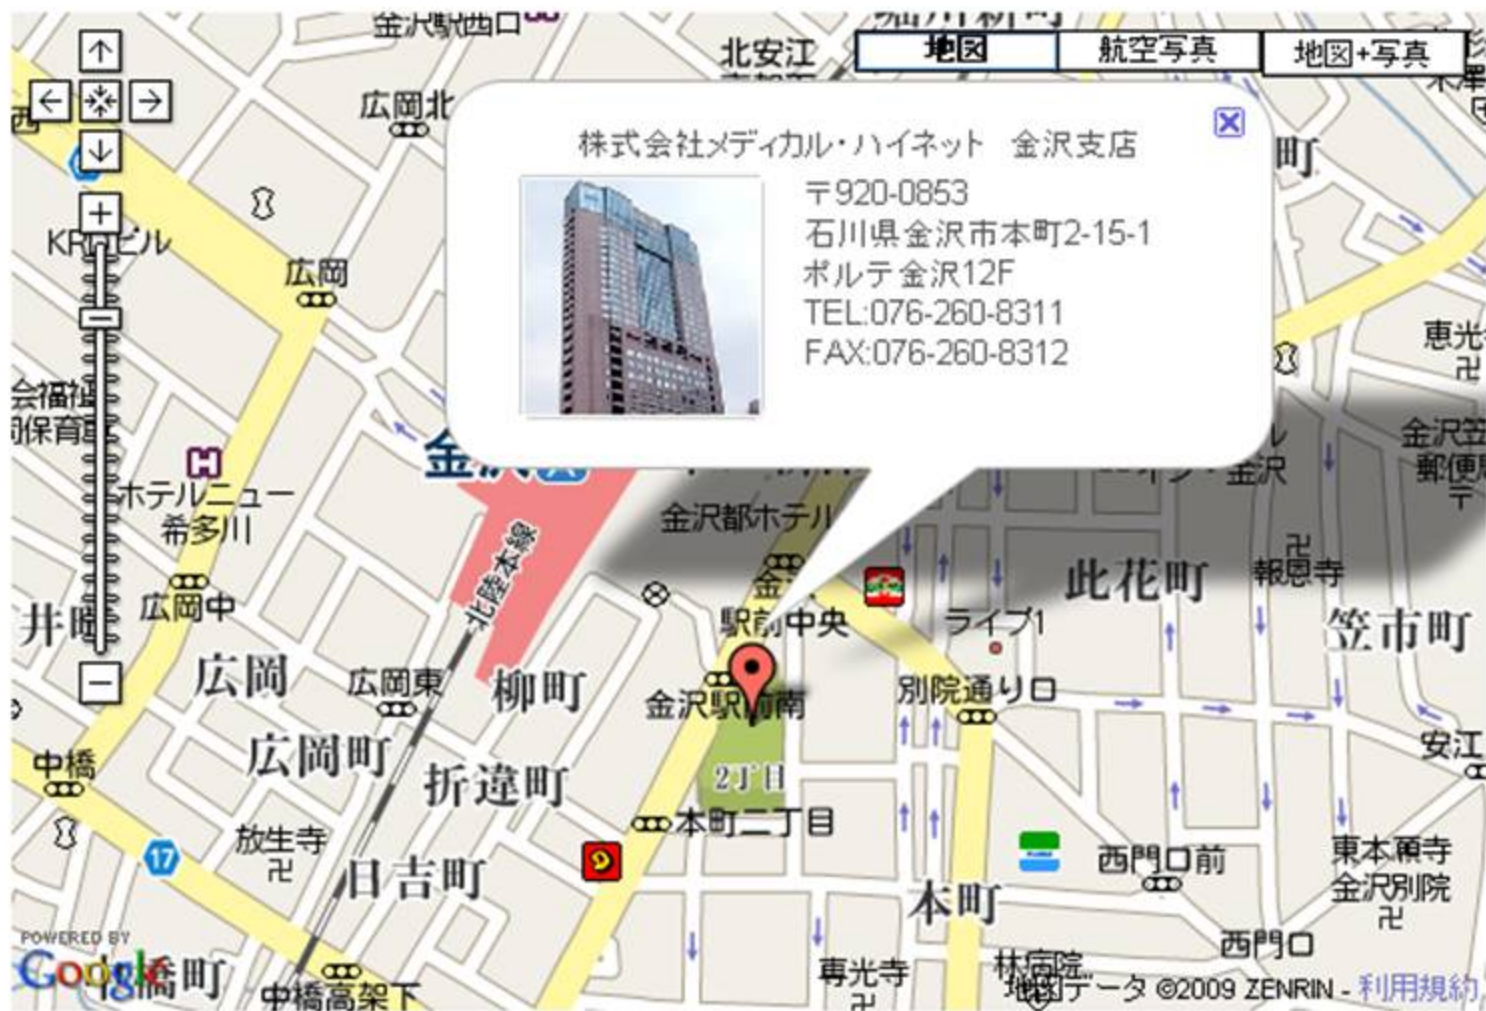 金沢駅西口
北安江
地図
航空写真
地図+写真
広岡北
株式会社メディカル・ハイネット 金沢支店
〒920-0853
石川県金沢市本町2-15-1
ポルテ金沢12F
TEL:076-260-8311
FAX:076-260-8312
町
広岡
ホテルニュー
希多川
金沢
北陸本線
金沢都ホテル
此花町
報恩寺
広岡中
駅前中央
ライブ1
笠市町
広岡
広岡東
柳町
金沢駅前南
別院通り口
中橋
広岡町
折違町
2丁目
安江
本町二丁目
17
放生寺
日吉町
西門口前
東本願寺
金沢別院
本町
POWERED BY
Google
西門口
専光寺
林病院
中橋高架下
地図データ ©2009 ZENRIN - 利用規約